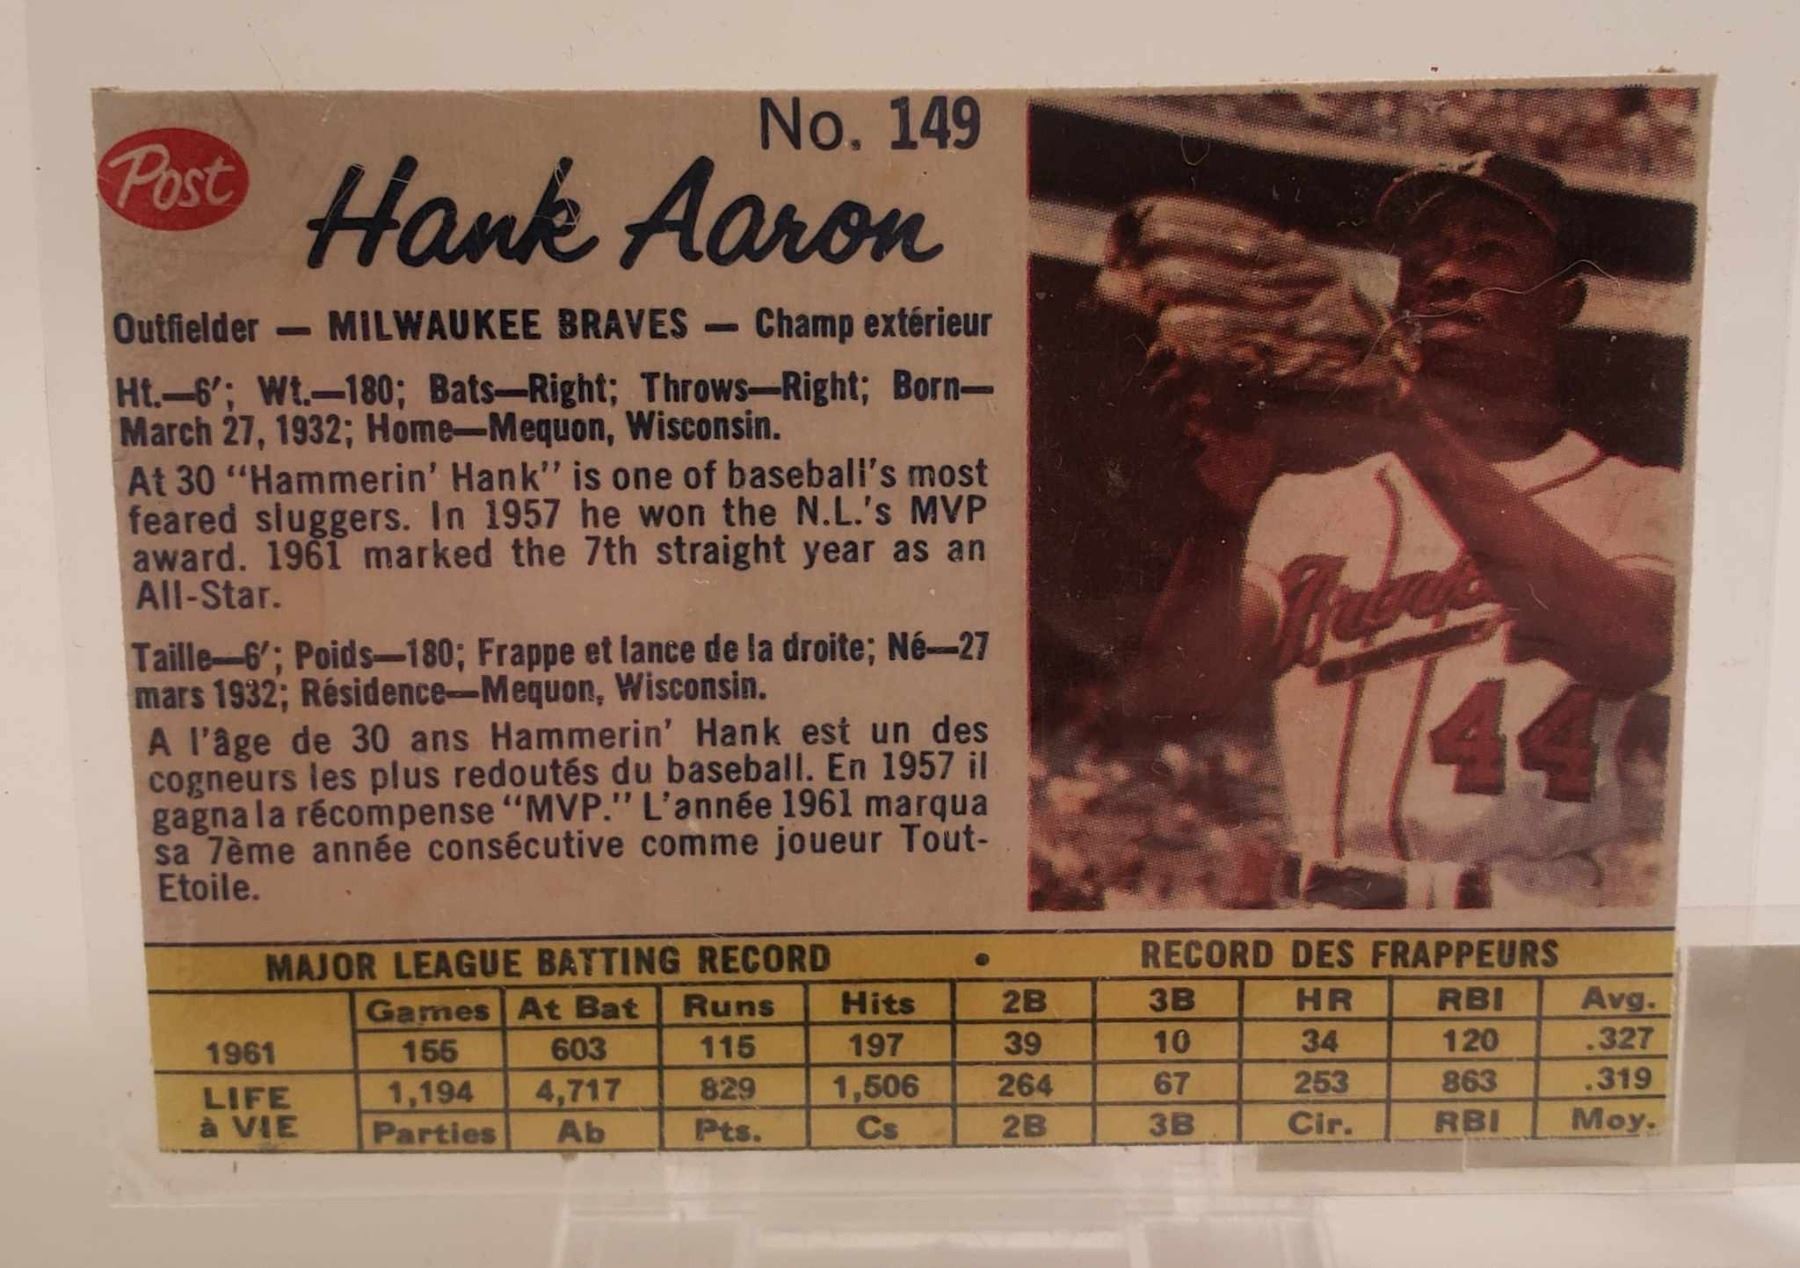 No. 149
Post
Hank Aaron
Outfielder — MILWAUKEE BRAVES — Champ extérieur
Ht.—6′; Wt.—180; Bats—Right; Throws—Right; Born—
March 27, 1932; Home—Mequon, Wisconsin.
At 30 “Hammerin’ Hank” is one of baseball’s most
feared sluggers. In 1957 he won the N.L.’s MVP
award. 1961 marked the 7th straight year as an
All-Star.
Taille—6′; Poids—180; Frappe et lance de la droite; Né—27
mars 1932; Résidence—Mequon, Wisconsin.
A l’âge de 30 ans Hammerin’ Hank est un des
cogneurs les plus redoutés du baseball. En 1957 il
gagna la récompense “MVP.” L’année 1961 marqua
sa 7ème année consécutive comme joueur Tout-
Etoile.
Braves
44
MAJOR LEAGUE BATTING RECORD • RECORD DES FRAPPEURS
Games At Bat Runs Hits 2B 3B HR RBI Avg.
1961 155 603 115 197 39 10 34 120 .327
LIFE 1,194 4,717 829 1,506 264 67 253 863 .319
à VIE Parties Ab Pts. Cs 2B 3B Cir. RBI Moy.